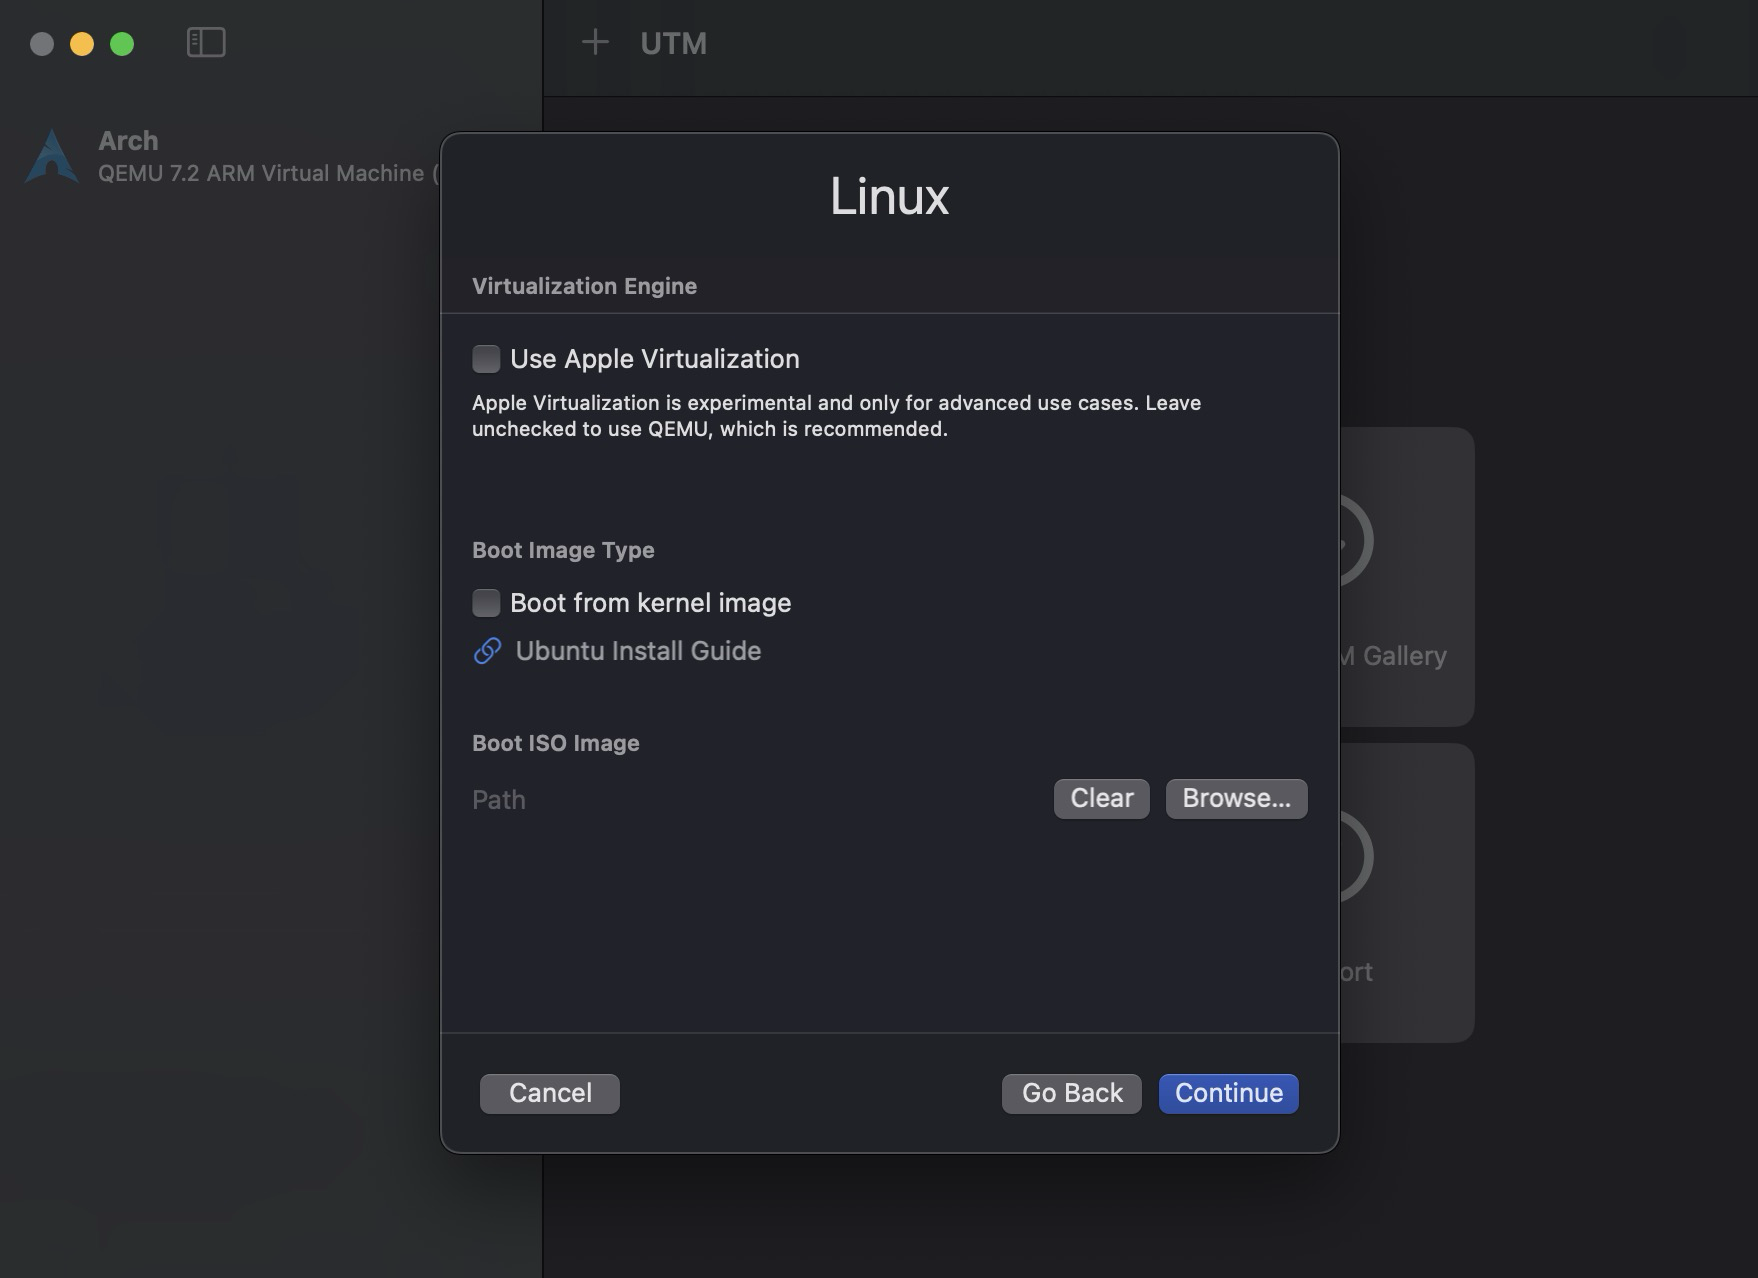 UTM
Arch
QEMU 7.2 ARM Virtual Machine (
Linux
Virtualization Engine
Use Apple Virtualization
Apple Virtualization is experimental and only for advanced use cases. Leave
unchecked to use QEMU, which is recommended.
Boot Image Type
Boot from kernel image
Ubuntu Install Guide
Boot ISO Image
Path
Clear
Browse...
Cancel
Go Back
Continue
M Gallery
ort